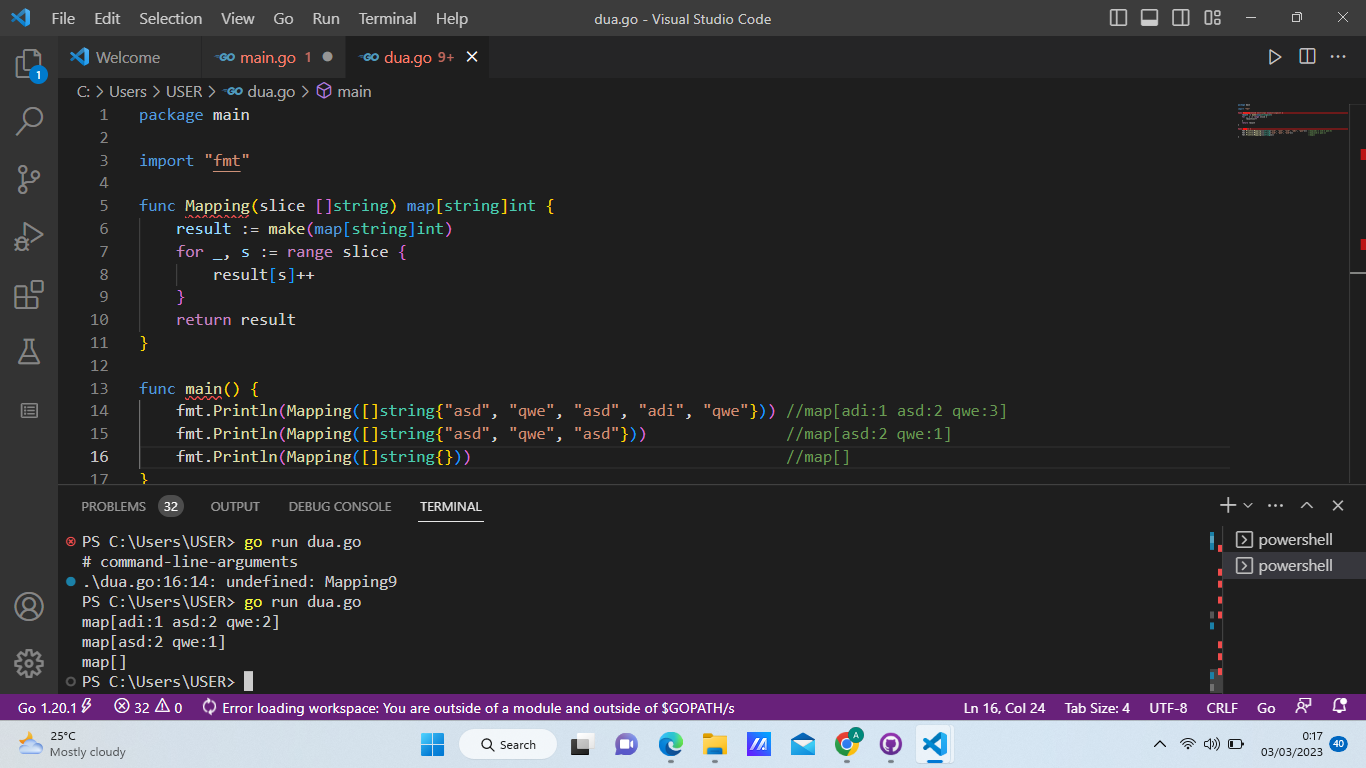 File Edit Selection View Go Run Terminal Help dua.go - Visual Studio Code
Welcome main.go 1 dua.go 9+
1
C: > Users > USER > dua.go > main
1 package main
2
3 import "fmt"
4
5 func Mapping(slice []string) map[string]int {
6 result := make(map[string]int)
7 for _, s := range slice {
8 result[s]++
9 }
10 return result
11 }
12
13 func main() {
14 fmt.Println(Mapping([]string{"asd", "qwe", "asd", "adi", "qwe"})) //map[adi:1 asd:2 qwe:3]
15 fmt.Println(Mapping([]string{"asd", "qwe", "asd"})) //map[asd:2 qwe:1]
16 fmt.Println(Mapping([]string{})) //map[]
17 }
PROBLEMS 32 OUTPUT DEBUG CONSOLE TERMINAL
PS C:\Users\USER> go run dua.go
# command-line-arguments
.\dua.go:16:14: undefined: Mapping9
PS C:\Users\USER> go run dua.go
map[adi:1 asd:2 qwe:2]
map[asd:2 qwe:1]
map[]
PS C:\Users\USER>
powershell
powershell
Go 1.20.1 32 0 Error loading workspace: You are outside of a module and outside of $GOPATH/s Ln 16, Col 24 Tab Size: 4 UTF-8 CRLF Go
25°C
Mostly cloudy
Search
A
0:17
03/03/2023
40